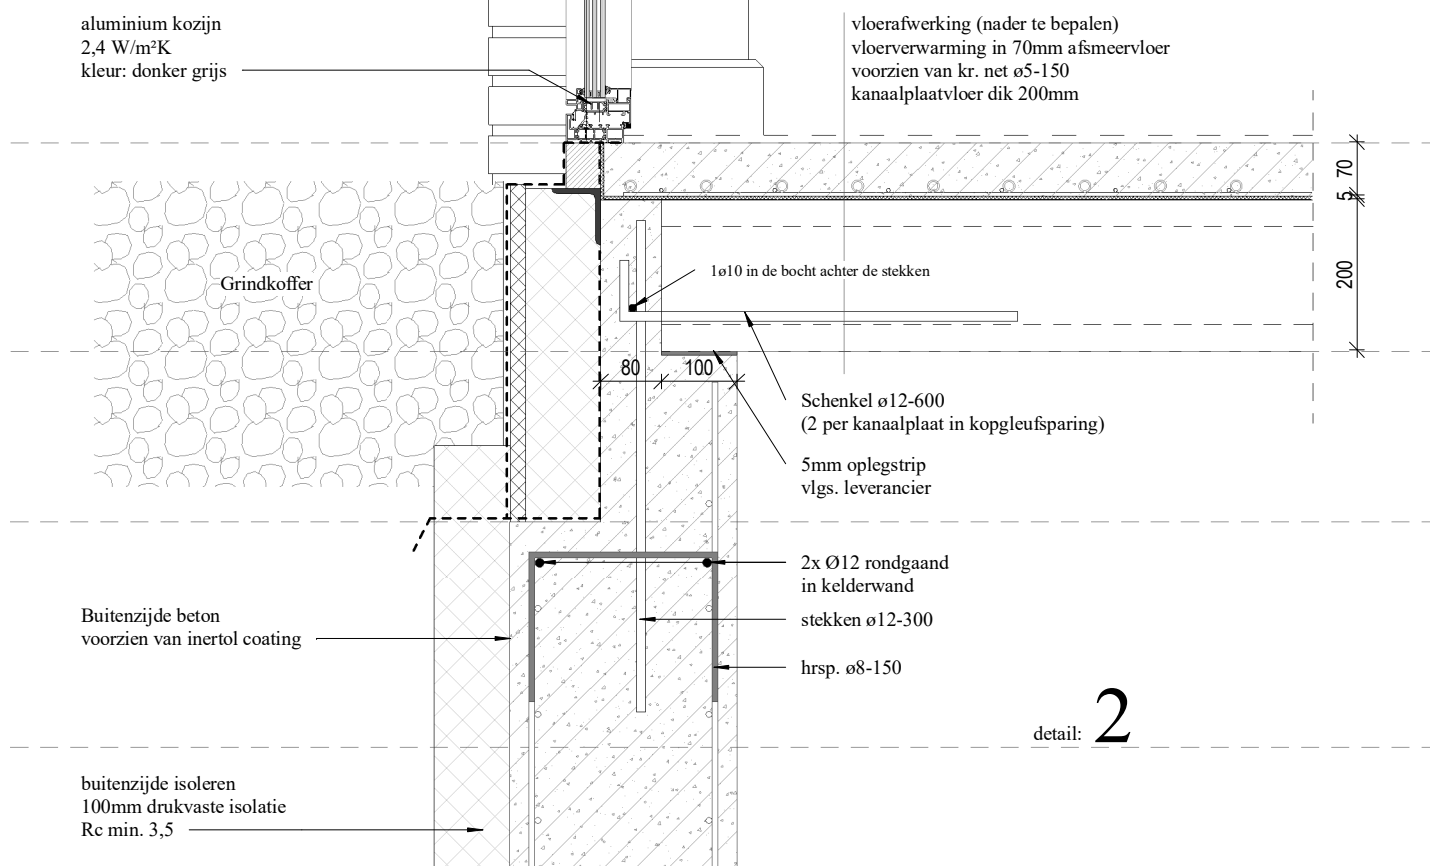 aluminium kozijn
2,4 W/m²K
kleur: donker grijs
vloerafwerking (nader te bepalen)
vloerverwarming in 70mm afsmeervloer
voorzien van kr. net ø5-150
kanaalplaatvloer dik 200mm
70
5
200
Grindkoffer
1ø10 in de bocht achter de stekken
80
100
Schenkel ø12-600
(2 per kanaalplaat in kopgleufsparing)
5mm oplegstrip
vlgs. leverancier
2x Ø12 rondgaand
in kelderwand
stekken ø12-300
hrsp. ø8-150
Buitenzijde beton
voorzien van inertol coating
detail: 2
buitenzijde isoleren
100mm drukvaste isolatie
Rc min. 3,5